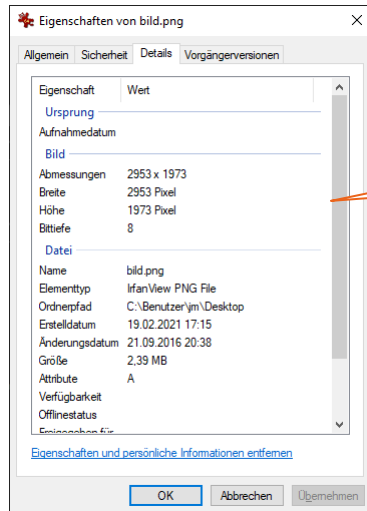 Eigenschaften von bild.png
Allgemein Sicherheit Details Vorgängerversionen
Eigenschaft Wert
Ursprung
Aufnahmedatum
Bild
Abmessungen 2953 x 1973
Breite 2953 Pixel
Höhe 1973 Pixel
Bittiefe 8
Datei
Name bild.png
Elementtyp IrfanView PNG File
Ordnerpfad C:\Benutzer\jm\Desktop
Erstelldatum 19.02.2021 17:15
Änderungsdatum 21.09.2016 20:38
Größe 2,39 MB
Attribute A
Verfügbarkeit
Offlinestatus
Freigegeben für
Eigenschaften und persönliche Informationen entfernen
OK Abbrechen Übernehmen